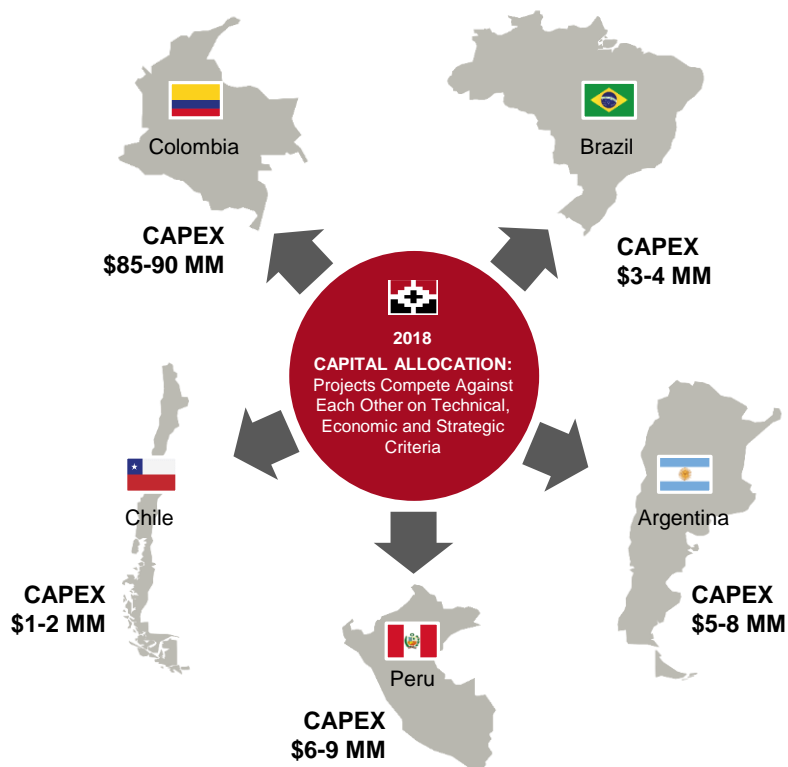 Colombia
CAPEX
$85-90 MM
Brazil
CAPEX
$3-4 MM
2018
CAPITAL ALLOCATION:
Projects Compete Against
Each Other on Technical,
Economic and Strategic
Criteria
Chile
CAPEX
$1-2 MM
Argentina
CAPEX
$5-8 MM
Peru
CAPEX
$6-9 MM